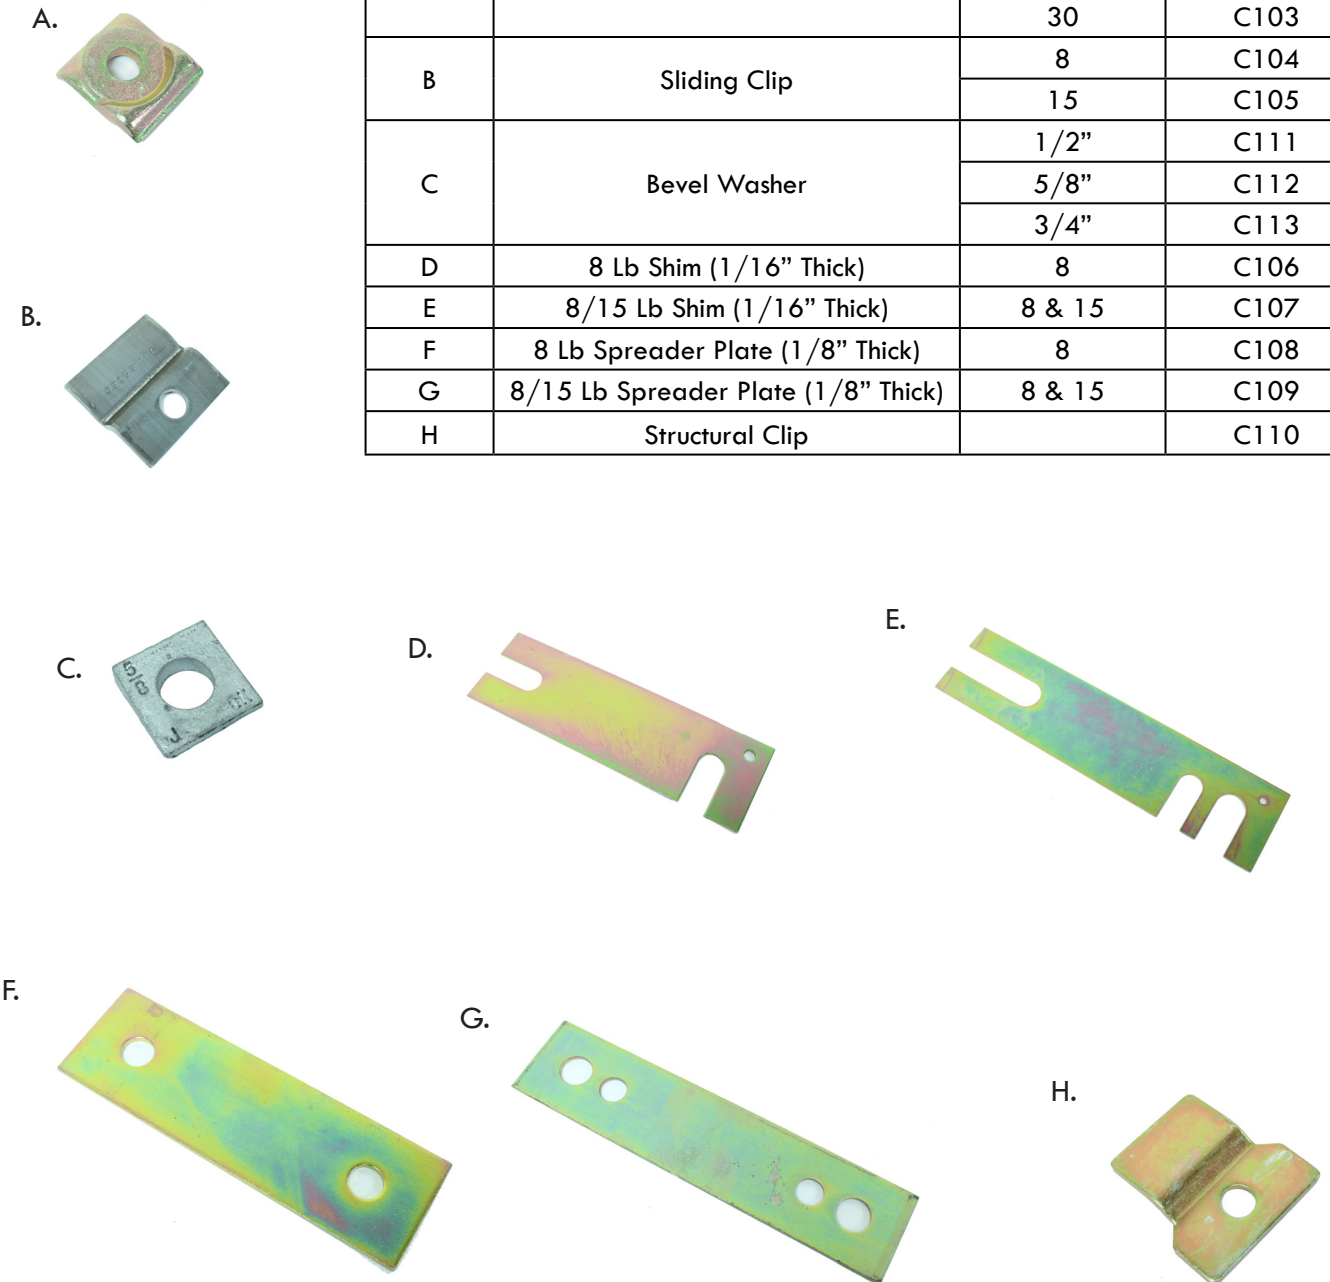 A.
30 C103
B Sliding Clip 8 C104
15 C105
C Bevel Washer 1/2” C111
5/8” C112
3/4” C113
D 8 Lb Shim (1/16” Thick) 8 C106
E 8/15 Lb Shim (1/16” Thick) 8 & 15 C107
F 8 Lb Spreader Plate (1/8” Thick) 8 C108
G 8/15 Lb Spreader Plate (1/8” Thick) 8 & 15 C109
H Structural Clip C110
B.
C.
5/8
J
D.
E.
F.
G.
H.